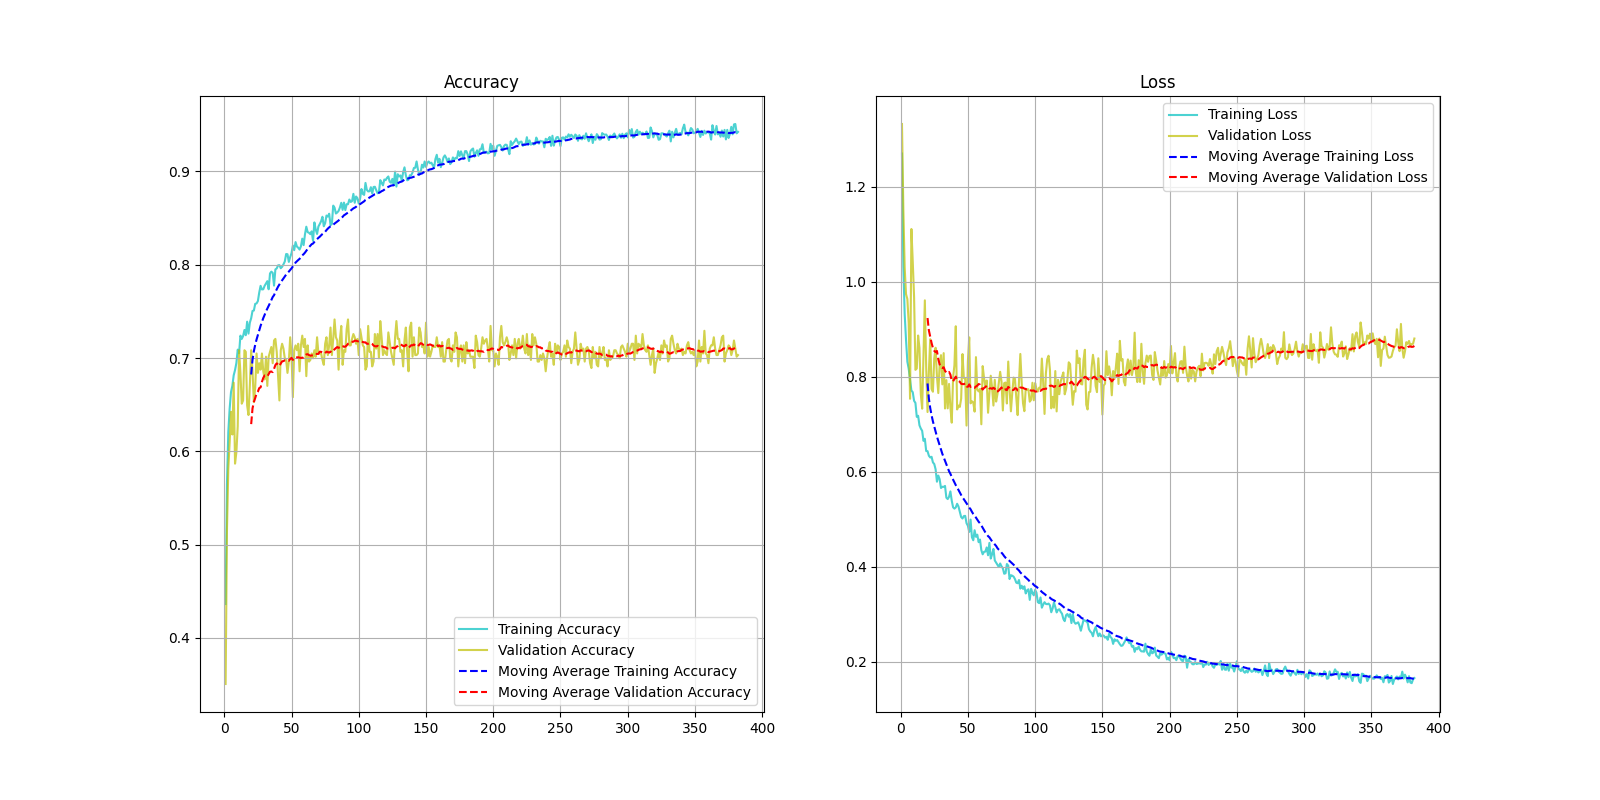 Accuracy
0.9
0.8
0.7
0.6
0.5
0.4
0 50 100 150 200 250 300 350 400
Training Accuracy
Validation Accuracy
Moving Average Training Accuracy
Moving Average Validation Accuracy
Loss
1.2
1.0
0.8
0.6
0.4
0.2
0 50 100 150 200 250 300 350 400
Training Loss
Validation Loss
Moving Average Training Loss
Moving Average Validation Loss